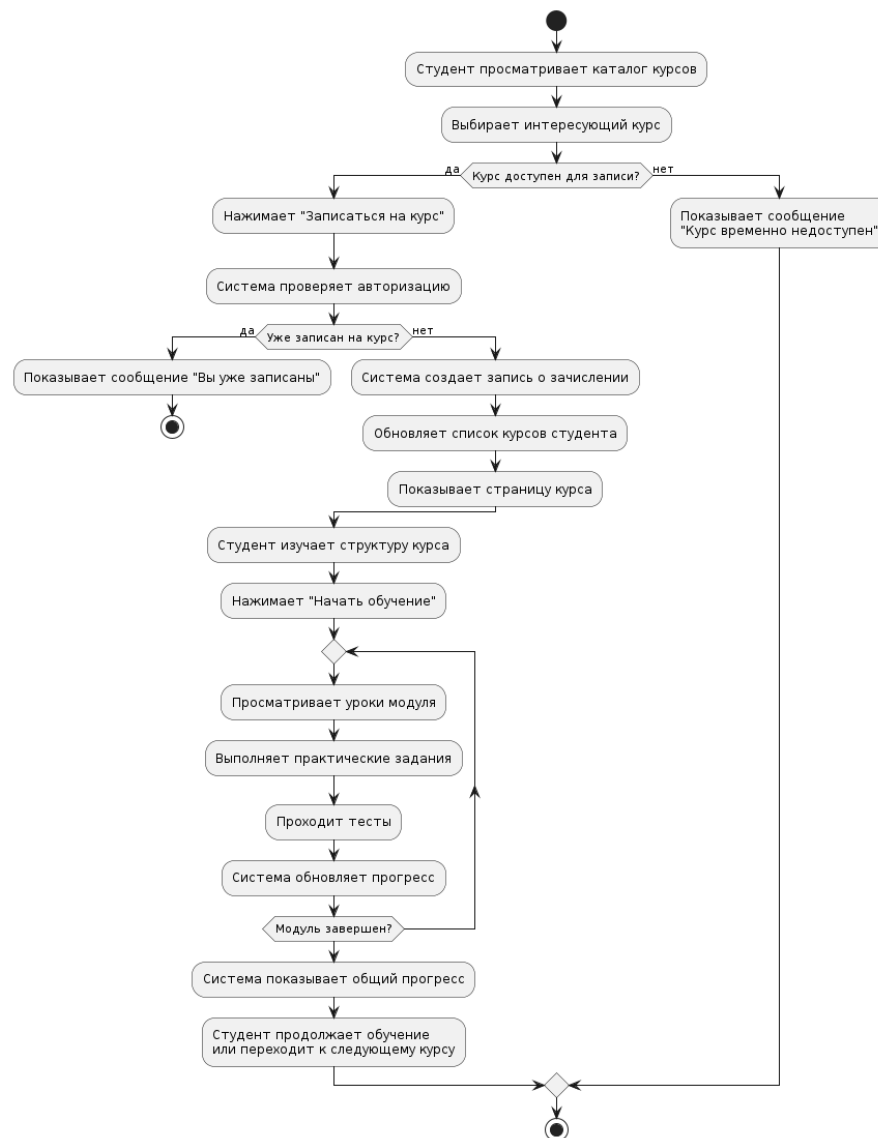 Студент просматривает каталог курсов
Выбирает интересующий курс
да
Курс доступен для записи?
нет
Нажимает "Записаться на курс"
Показывает сообщение
"Курс временно недоступен"
Система проверяет авторизацию
да
Уже записан на курс?
нет
Показывает сообщение "Вы уже записаны"
Система создает запись о зачислении
Обновляет список курсов студента
Показывает страницу курса
Студент изучает структуру курса
Нажимает "Начать обучение"
Просматривает уроки модуля
Выполняет практические задания
Проходит тесты
Система обновляет прогресс
Модуль завершен?
Система показывает общий прогресс
Студент продолжает обучение
или переходит к следующему курсу